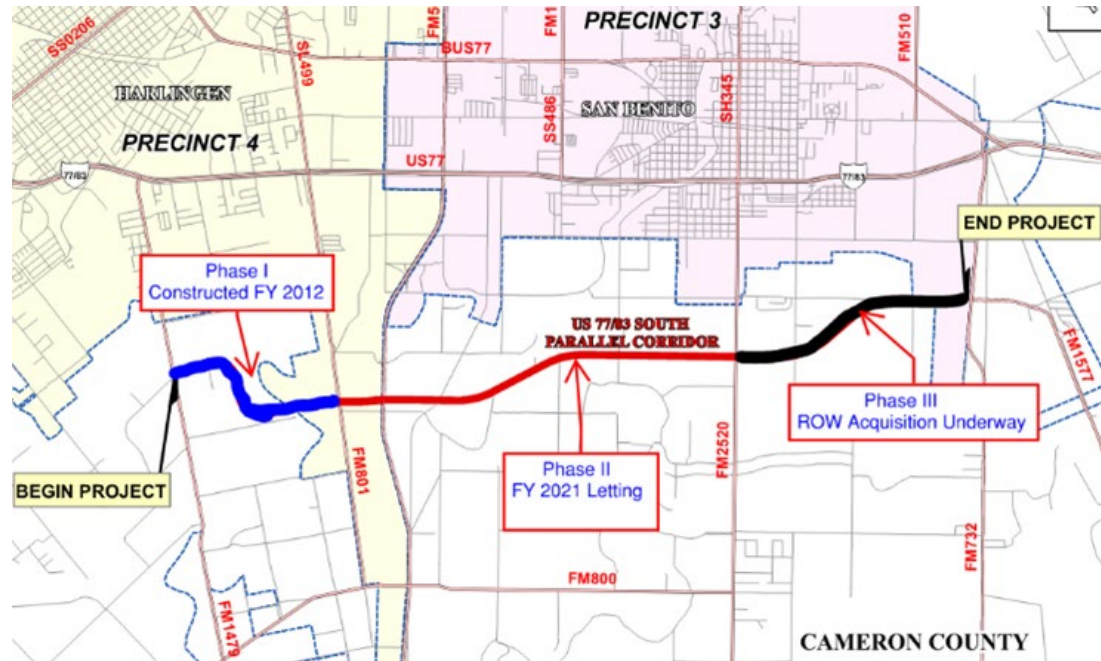 PRECINCT 3
SS0206
SL499
FM5
BUS77
FM1
FM510
HARLINGEN
PRECINCT 4
SS486
SAN BENITO
SH345
US77
77/83
77/83
END PROJECT
Phase I
Constructed FY 2012
US 77/83 SOUTH
PARALLEL CORRIDOR
FM1577
Phase III
ROW Acquisition Underway
BEGIN PROJECT
FM801
Phase II
FY 2021 Letting
FM2520
FM732
FM800
FM1479
CAMERON COUNTY